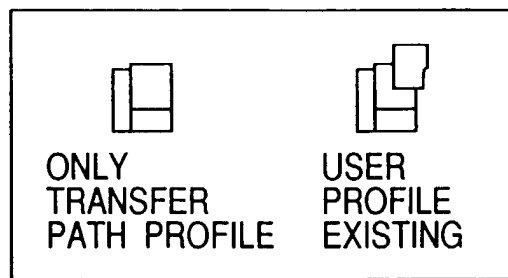 ONLY
TRANSFER
PATH PROFILE
USER
PROFILE
EXISTING